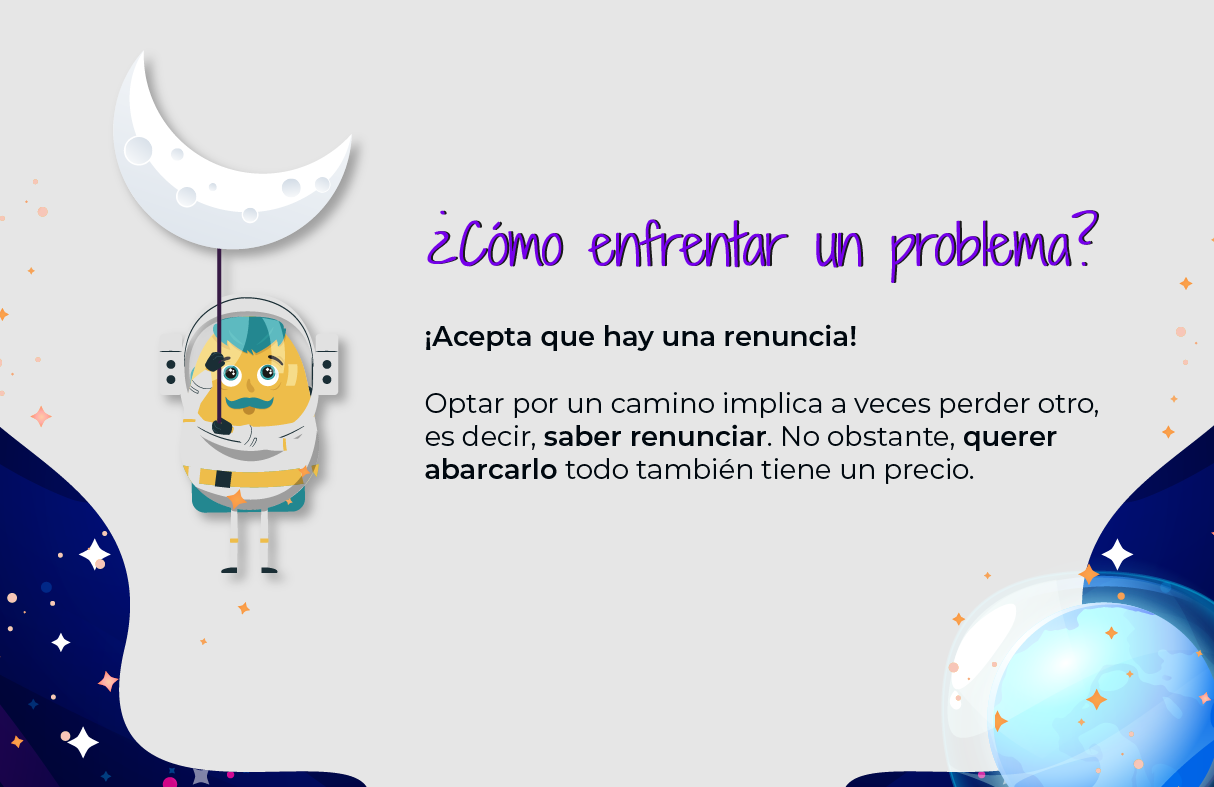 ¿Cómo enfrentar un problema?
¡Acepta que hay una renuncia!
Optar por un camino implica a veces perder otro,
es decir, saber renunciar. No obstante, querer
abarcarlo todo también tiene un precio.